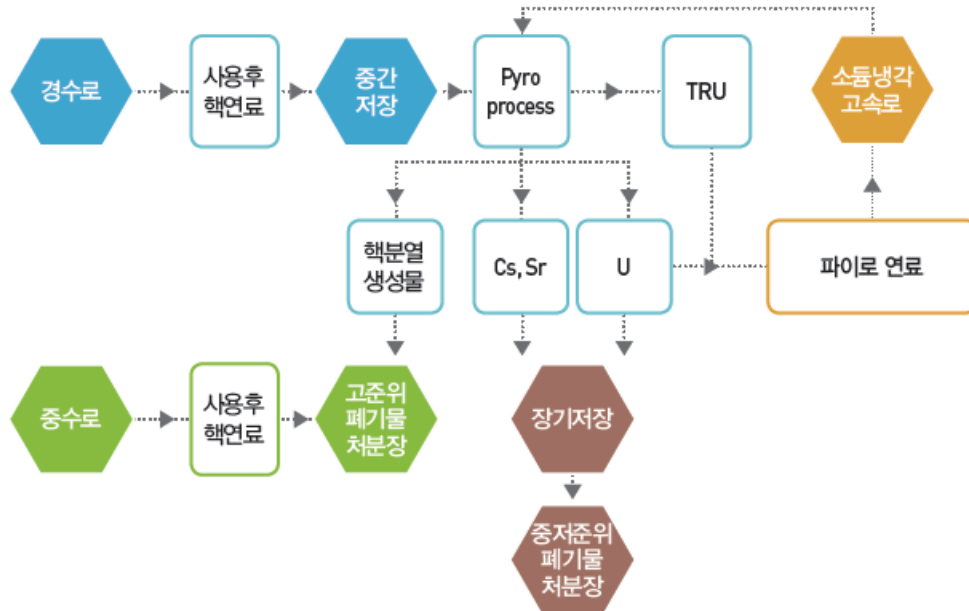 경수로
사용후
핵연료
중간
저장
Pyro
process
TRU
소듐냉각
고속로
핵분열
생성물
Cs, Sr
U
파이로 연료
중수로
사용후
핵연료
고준위
폐기물
처분장
장기저장
중저준위
폐기물
처분장